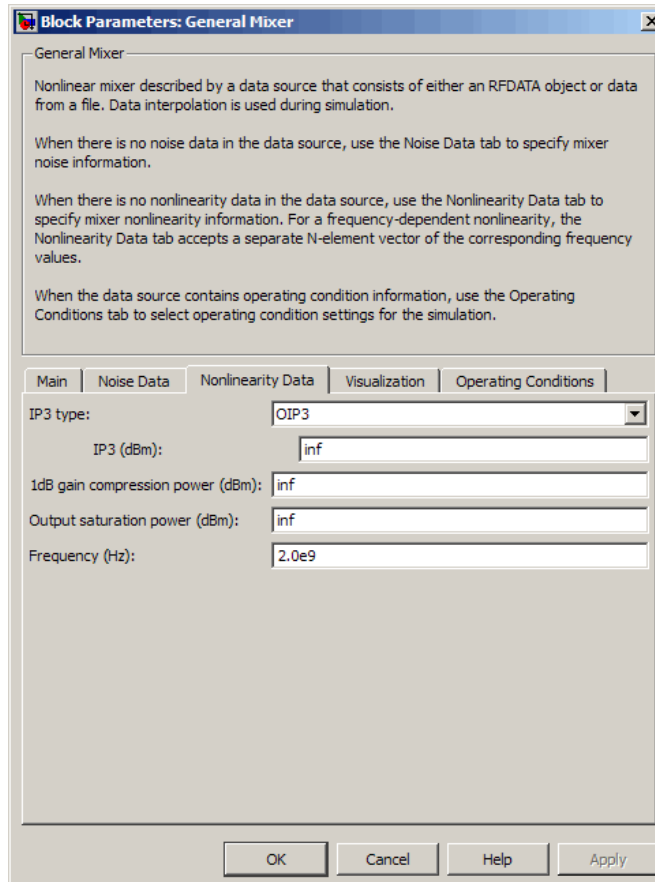 Block Parameters: General Mixer
General Mixer
Nonlinear mixer described by a data source that consists of either an RFDATA object or data
from a file. Data interpolation is used during simulation.
When there is no noise data in the data source, use the Noise Data tab to specify mixer
noise information.
When there is no nonlinearity data in the data source, use the Nonlinearity Data tab to
specify mixer nonlinearity information. For a frequency-dependent nonlinearity, the
Nonlinearity Data tab accepts a separate N-element vector of the corresponding frequency
values.
When the data source contains operating condition information, use the Operating
Conditions tab to select operating condition settings for the simulation.
Main Noise Data Nonlinearity Data Visualization Operating Conditions
IP3 type: OIP3
IP3 (dBm): inf
1dB gain compression power (dBm): inf
Output saturation power (dBm): inf
Frequency (Hz): 2.0e9
OK Cancel Help Apply